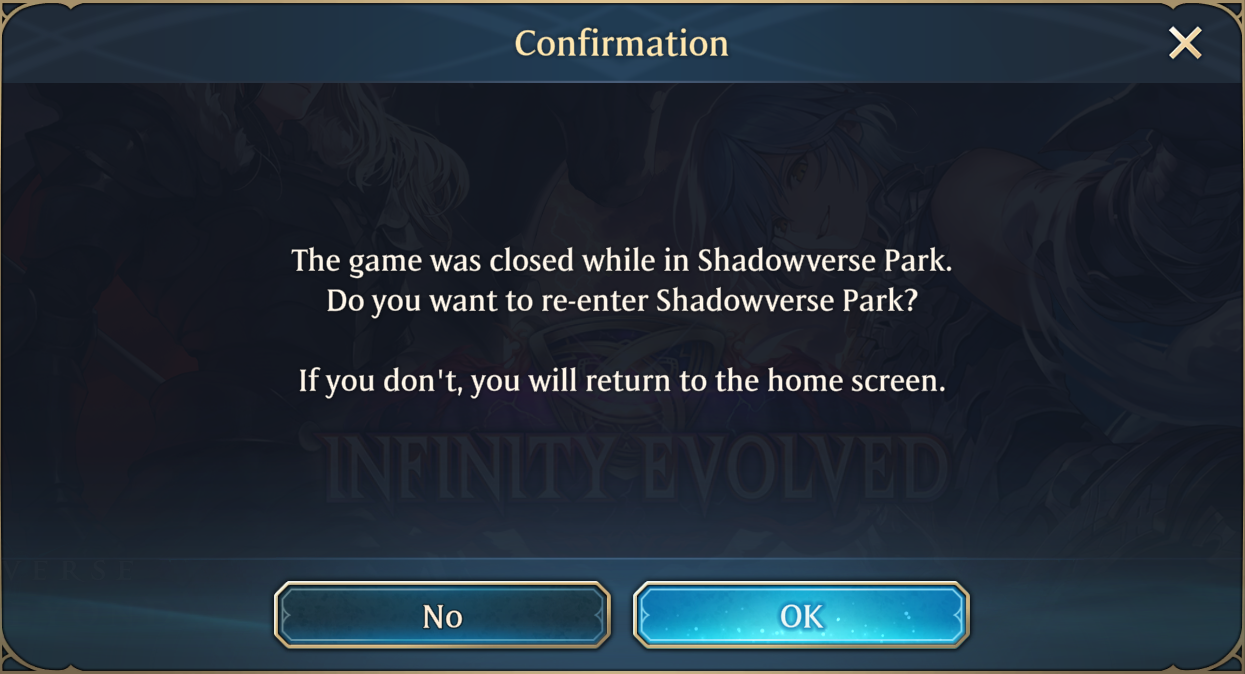 Confirmation
The game was closed while in Shadowverse Park.
Do you want to re-enter Shadowverse Park?
If you don't, you will return to the home screen.
INFINITY EVOLVED
VERSE
No
OK